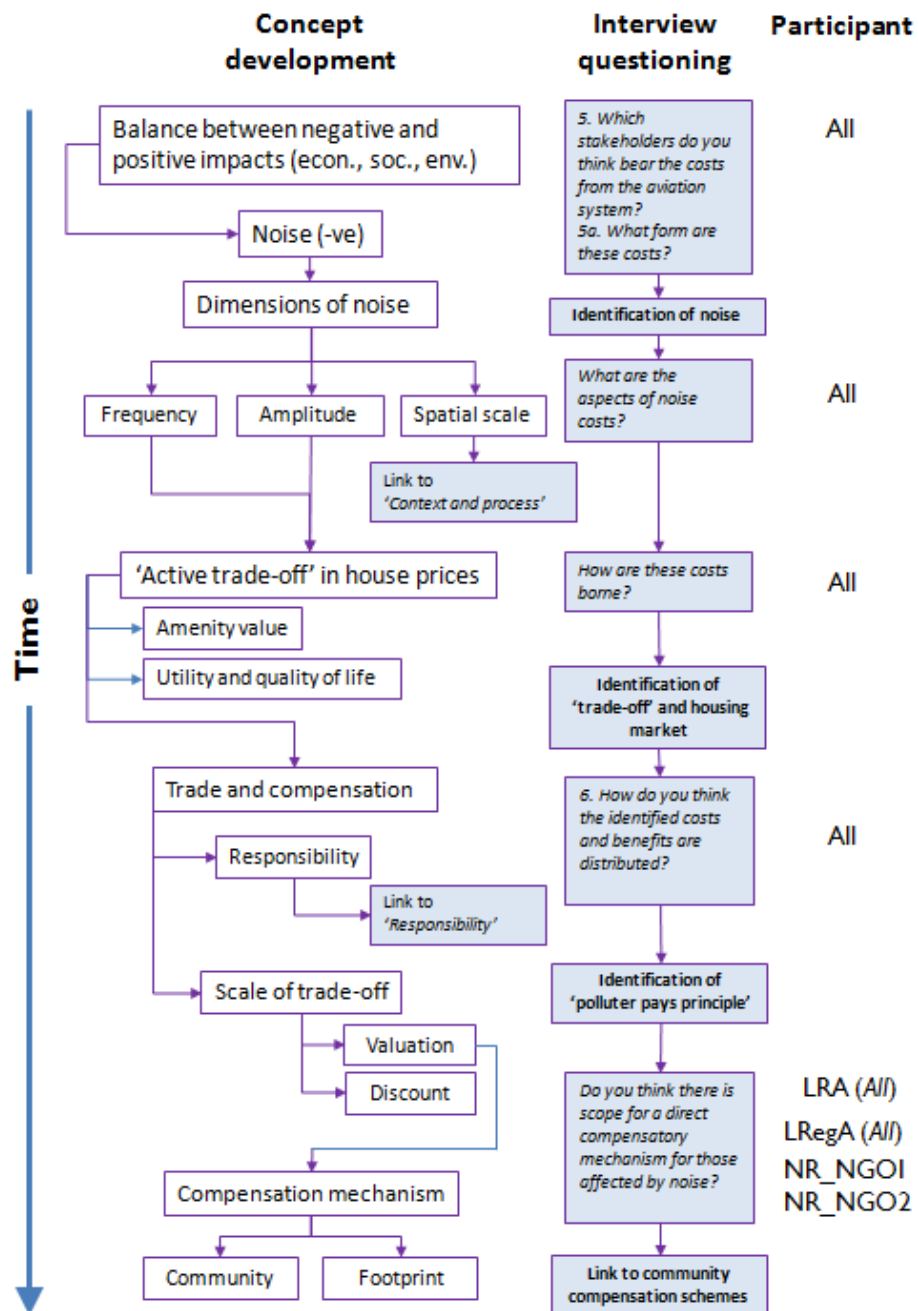 Concept
development
Interview
questioning
Participant
Balance between negative and
positive impacts (econ., soc., env.)
5. Which
stakeholders do you
think bear the costs
from the aviation
system?
5a. What form are
these costs?
All
Noise (-ve)
Dimensions of noise
Identification of noise
Frequency
Amplitude
Spatial scale
What are the
aspects of noise
costs?
All
Link to
‘Context and process’
‘Active trade-off’ in house prices
How are these costs
borne?
All
Time
Amenity value
Utility and quality of life
Identification of
‘trade-off’ and housing
market
Trade and compensation
6. How do you think
the identified costs
and benefits are
distributed?
All
Responsibility
Link to
‘Responsibility’
Scale of trade-off
Identification of
‘polluter pays principle’
Valuation
Discount
Do you think there is
scope for a direct
compensatory
mechanism for those
affected by noise?
LRA (All)
LRegA (All)
NR_NGO1
NR_NGO2
Compensation mechanism
Community
Footprint
Link to community
compensation schemes